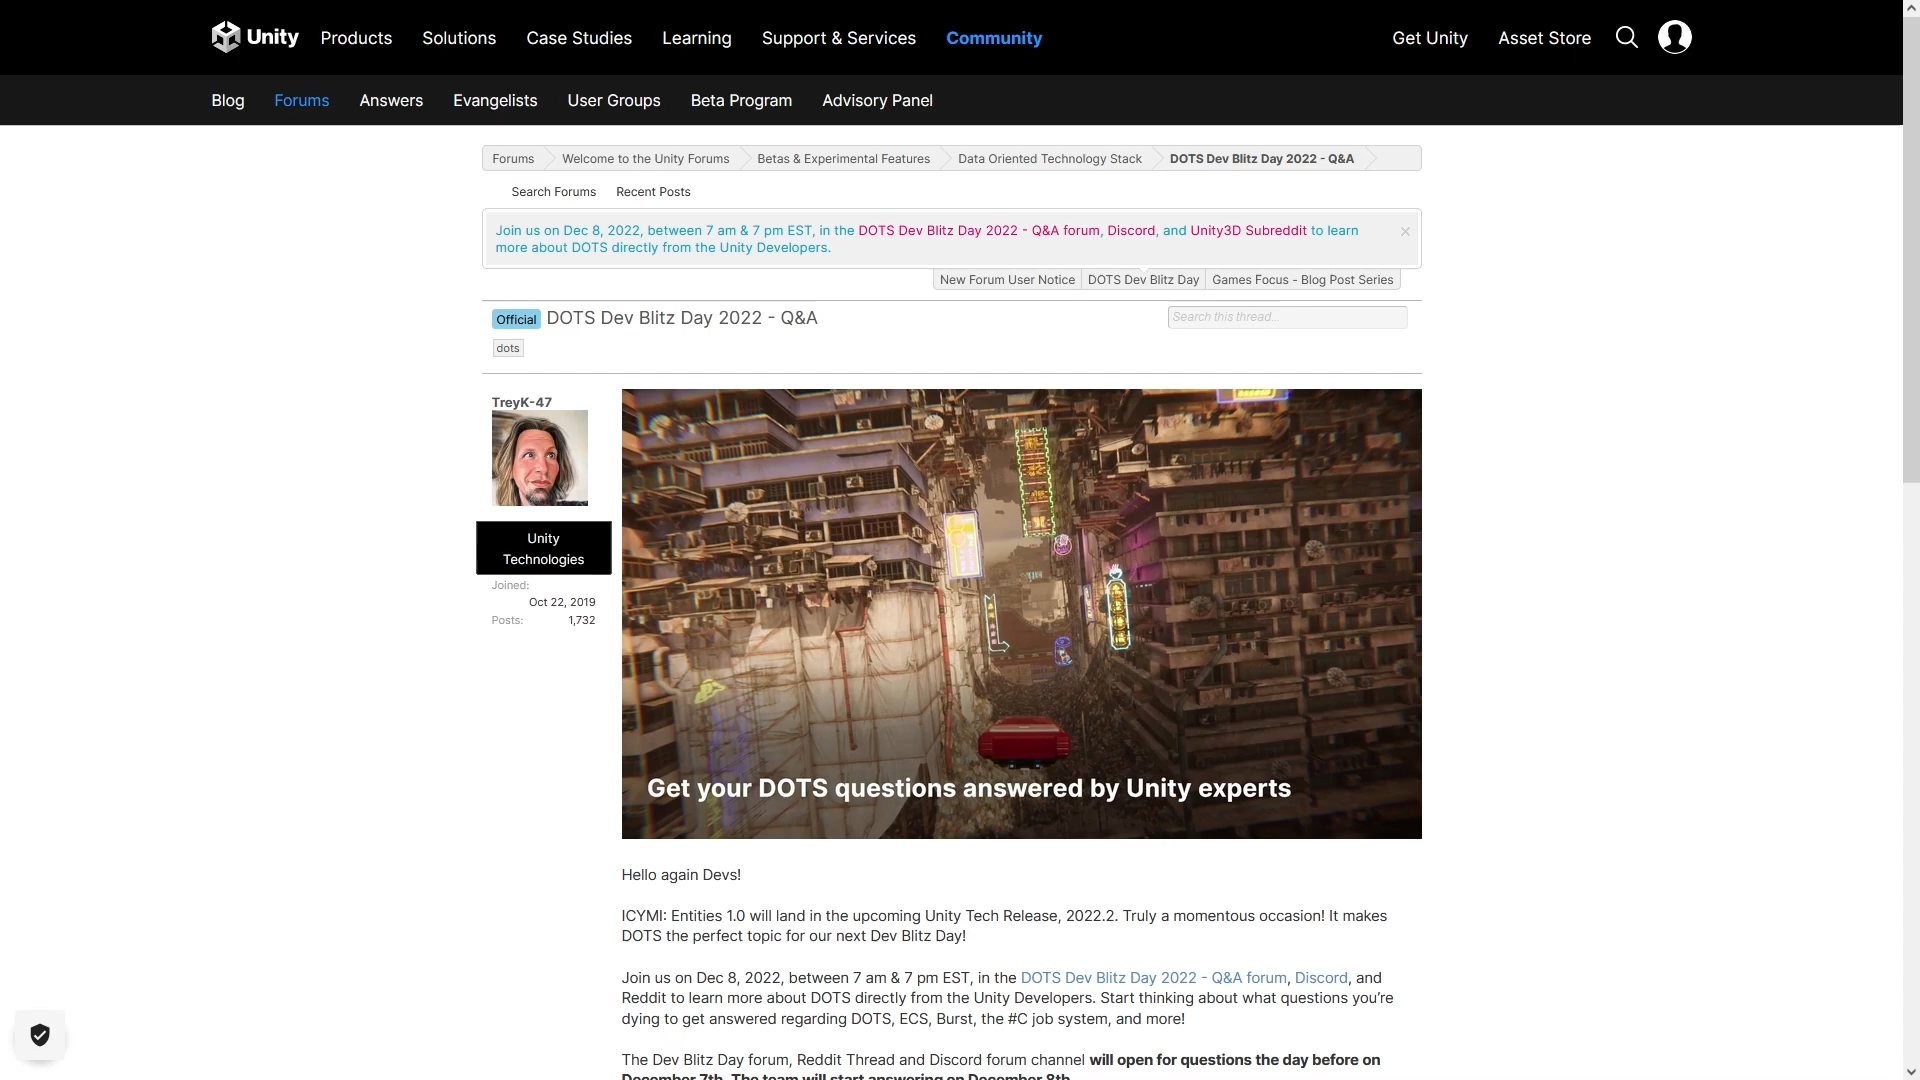 Unity Products Solutions Case Studies Learning Support & Services Community Get Unity Asset Store
Blog Forums Answers Evangelists User Groups Beta Program Advisory Panel
Forums Welcome to the Unity Forums Betas & Experimental Features Data Oriented Technology Stack DOTS Dev Blitz Day 2022 - Q&A
Search Forums Recent Posts
Join us on Dec 8, 2022, between 7 am & 7 pm EST, in the DOTS Dev Blitz Day 2022 - Q&A forum, Discord, and Unity3D Subreddit to learn
more about DOTS directly from the Unity Developers.
New Forum User Notice DOTS Dev Blitz Day Games Focus - Blog Post Series
Official DOTS Dev Blitz Day 2022 - Q&A
Search this thread...
dots
TreyK-47
Unity
Technologies
Joined:
Oct 22, 2019
Posts: 1,732
Get your DOTS questions answered by Unity experts
Hello again Devs!
ICYMI: Entities 1.0 will land in the upcoming Unity Tech Release, 2022.2. Truly a momentous occasion! It makes
DOTS the perfect topic for our next Dev Blitz Day!
Join us on Dec 8, 2022, between 7 am & 7 pm EST, in the DOTS Dev Blitz Day 2022 - Q&A forum, Discord, and
Reddit to learn more about DOTS directly from the Unity Developers. Start thinking about what questions you're
dying to get answered regarding DOTS, ECS, Burst, the #C job system, and more!
The Dev Blitz Day forum, Reddit Thread and Discord forum channel will open for questions the day before on
December 7th. The team will start answering on December 8th.